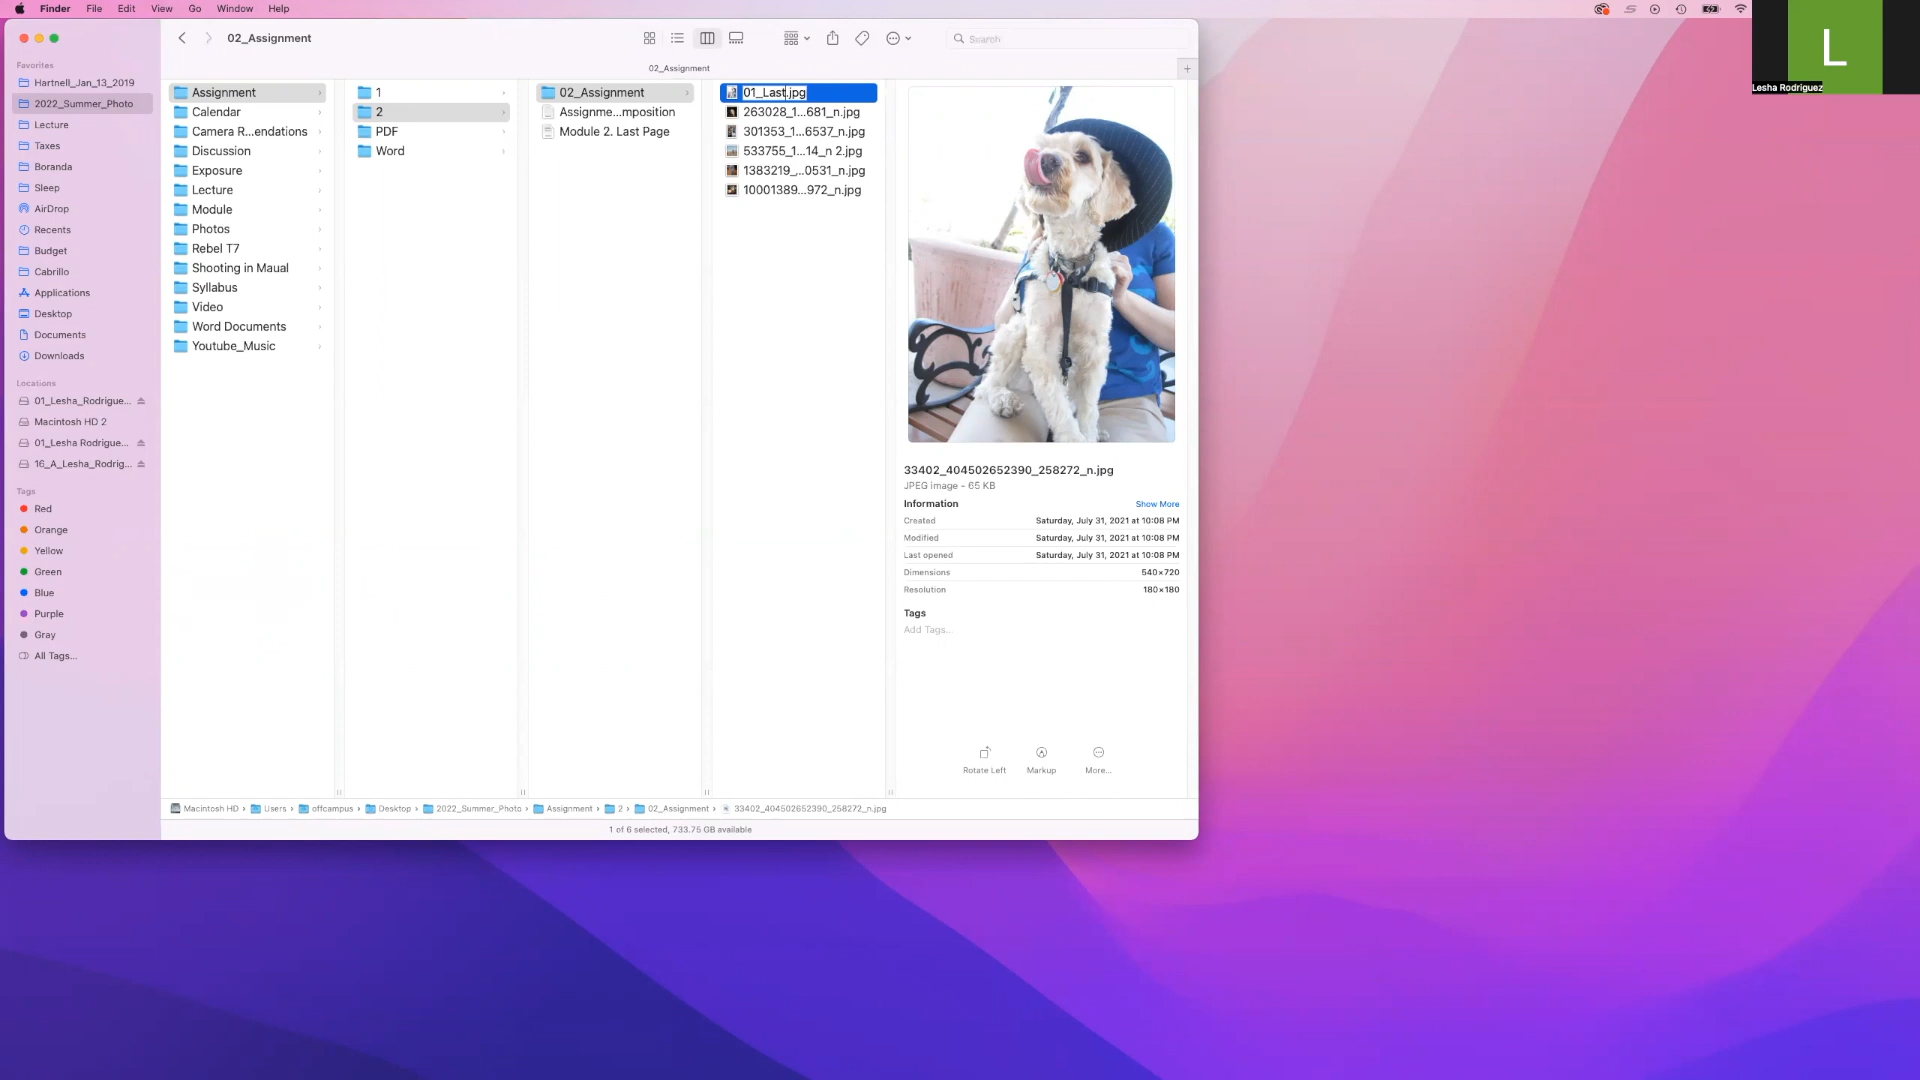 Finder File Edit View Go Window Help
L
Lesha Rodriguez
02_Assignment
Search
02_Assignment
Favorites
Hartnell_Jan_13_2019
2022_Summer_Photo
Lecture
Taxes
Boranda
Sleep
AirDrop
Recents
Budget
Cabrillo
Applications
Desktop
Documents
Downloads
Locations
01_Lesha_Rodrigue...
Macintosh HD 2
01_Lesha Rodrigue...
16_A_Lesha_Rodrig...
Tags
Red
Orange
Yellow
Green
Blue
Purple
Gray
All Tags...
Assignment
Calendar
Camera R...endations
Discussion
Exposure
Lecture
Module
Photos
Rebel T7
Shooting in Maual
Syllabus
Video
Word Documents
Youtube_Music
1
2
PDF
Word
02_Assignment
Assignme...mposition
Module 2. Last Page
01_Last.jpg
263028_1...681_n.jpg
301353_1...6537_n.jpg
533755_1...14_n 2.jpg
1383219_...0531_n.jpg
10001389...972_n.jpg
33402_404502652390_258272_n.jpg
JPEG image - 65 KB
Information Show More
Created Saturday, July 31, 2021 at 10:08 PM
Modified Saturday, July 31, 2021 at 10:08 PM
Last opened Saturday, July 31, 2021 at 10:08 PM
Dimensions 540×720
Resolution 180×180
Tags
Add Tags...
Rotate Left Markup More...
Macintosh HD › Users › offcampus › Desktop › 2022_Summer_Photo › Assignment › 2 › 02_Assignment › 33402_404502652390_258272_n.jpg
1 of 6 selected, 733.75 GB available